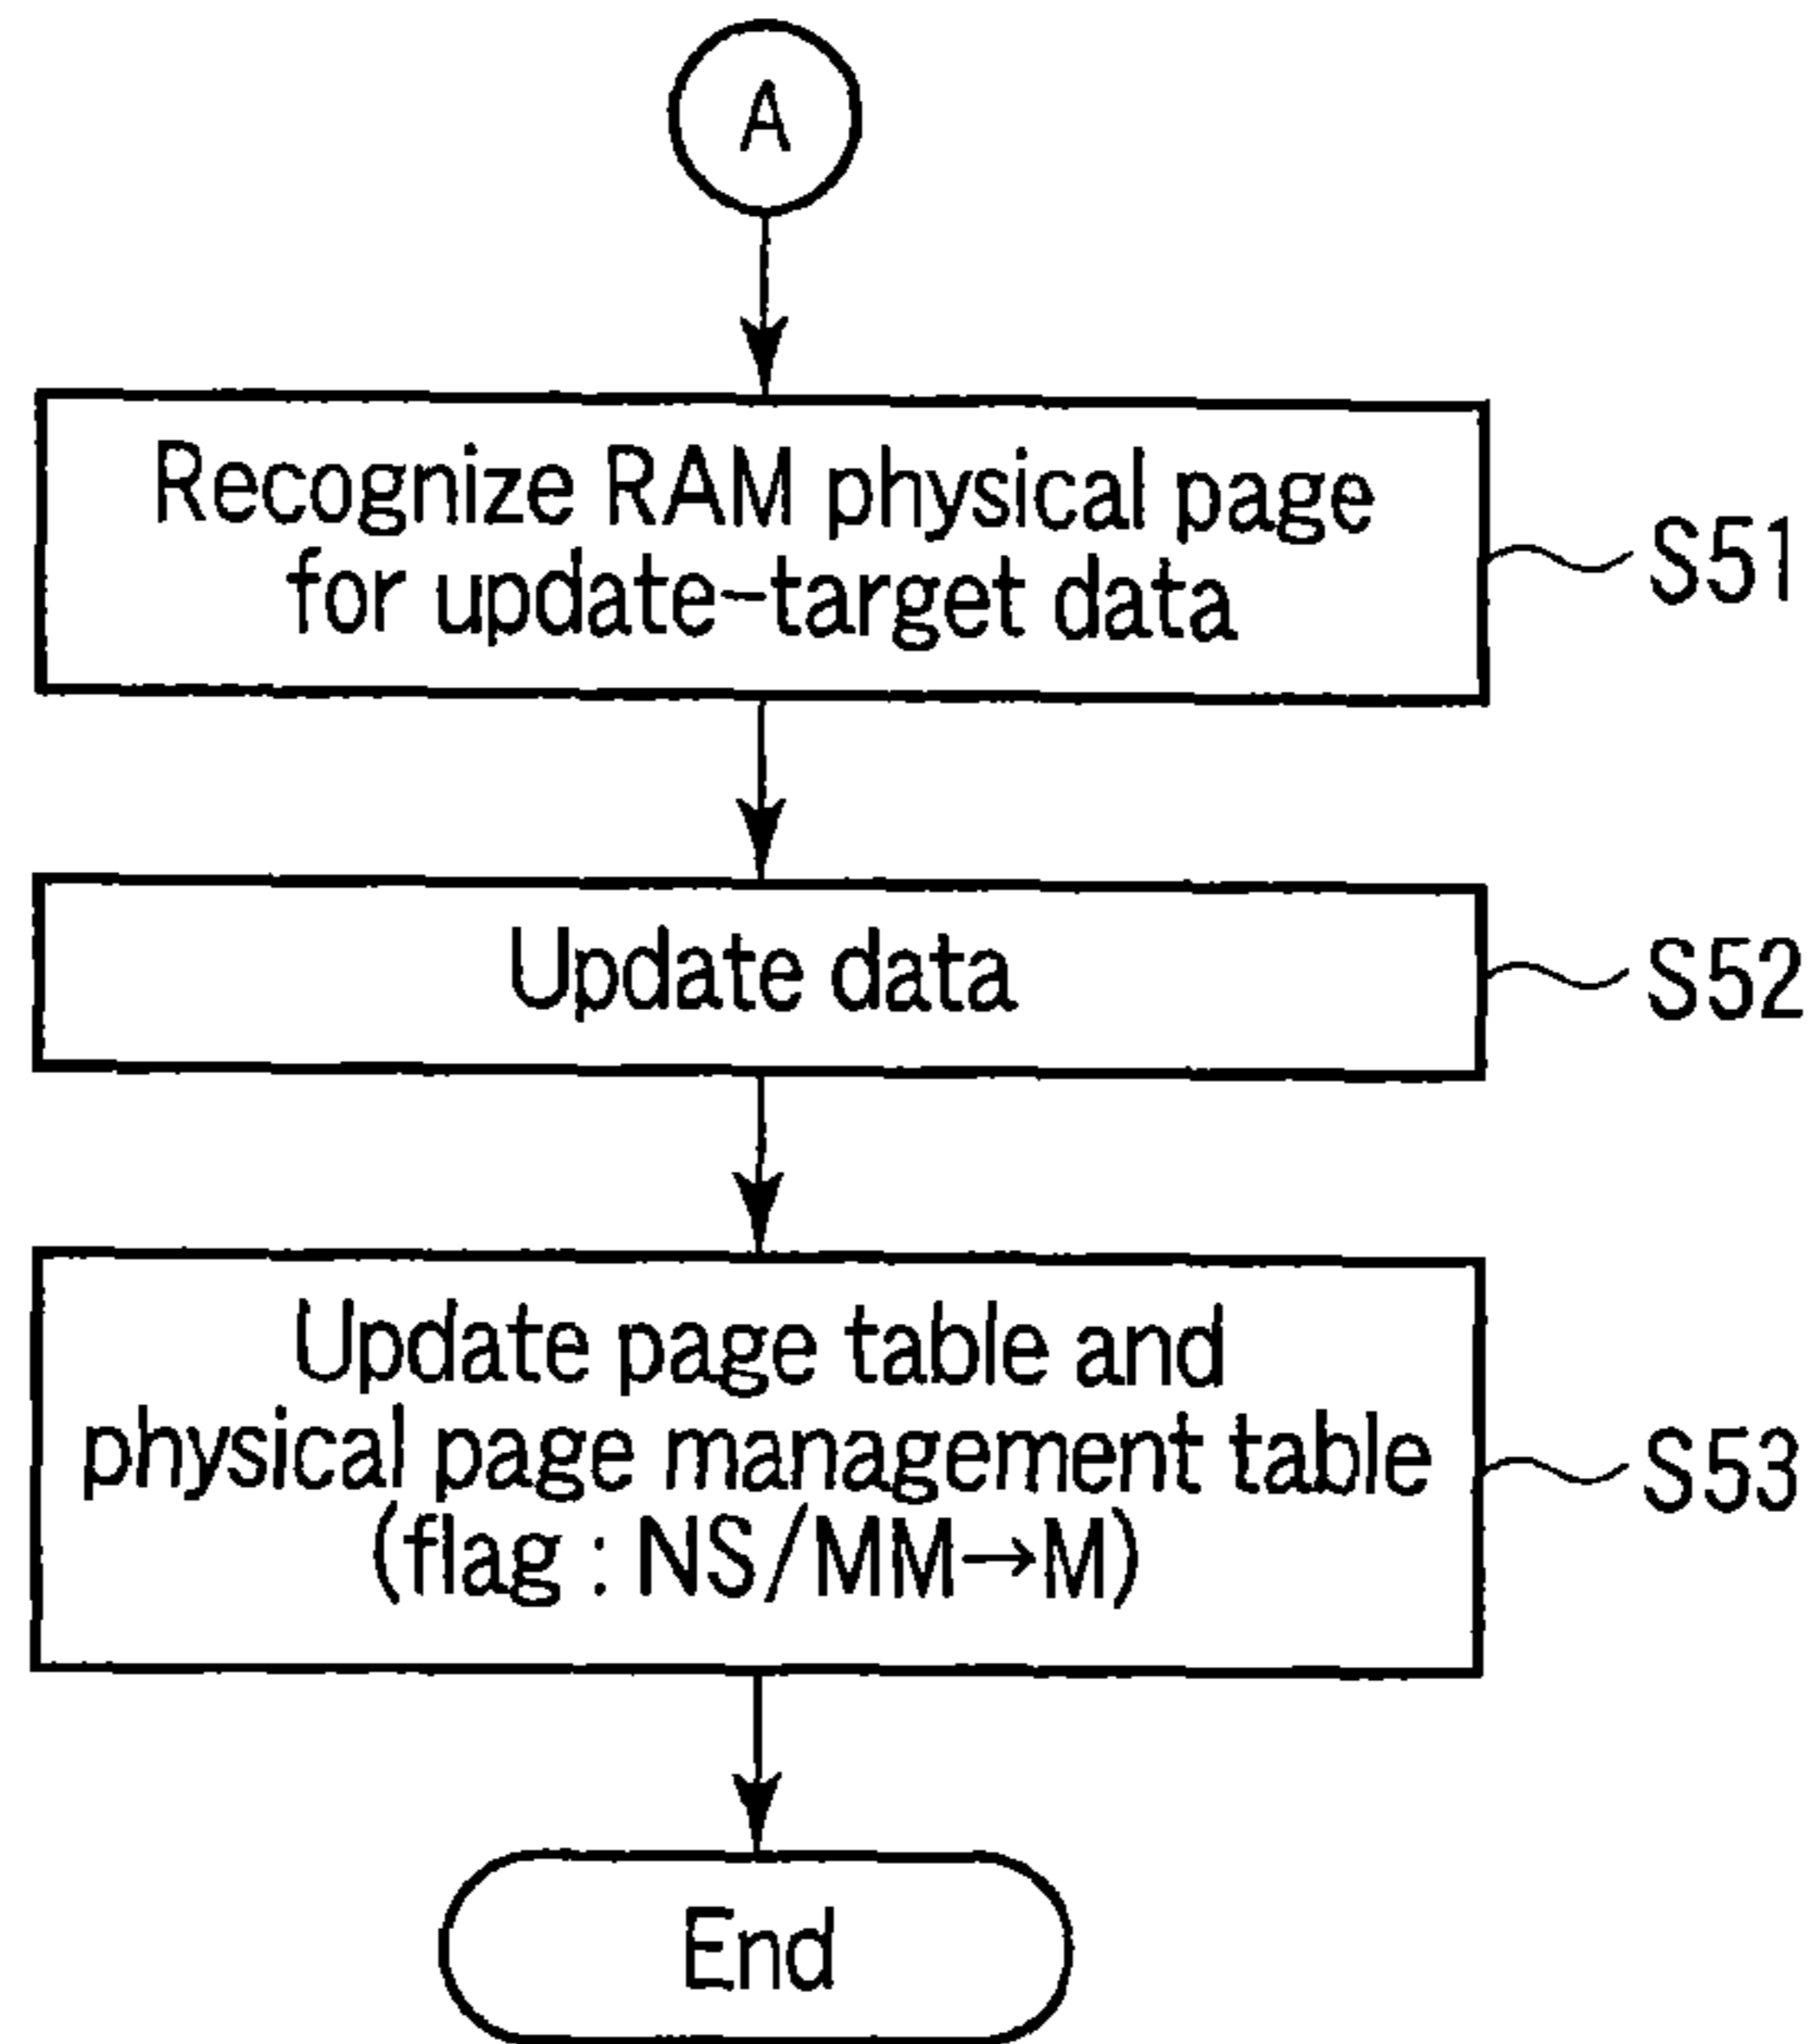 A
Recognize RAM physical page
for update-target data
S51
Update data
S52
Update page table and
physical page management table
(flag : NS/MM→M)
S53
End